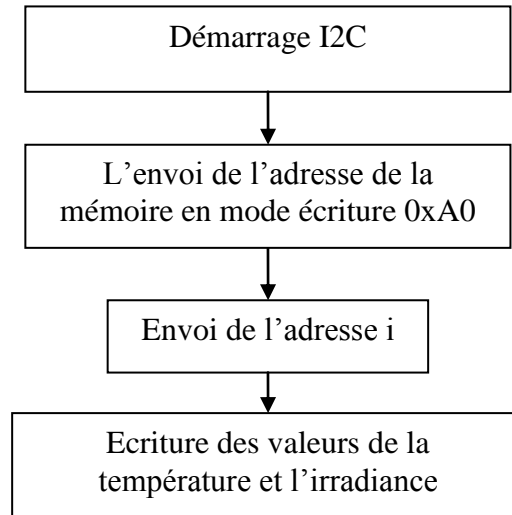 Démarrage I2C
L’envoi de l’adresse de la
mémoire en mode écriture 0xA0
Envoi de l’adresse i
Ecriture des valeurs de la
température et l’irradiance